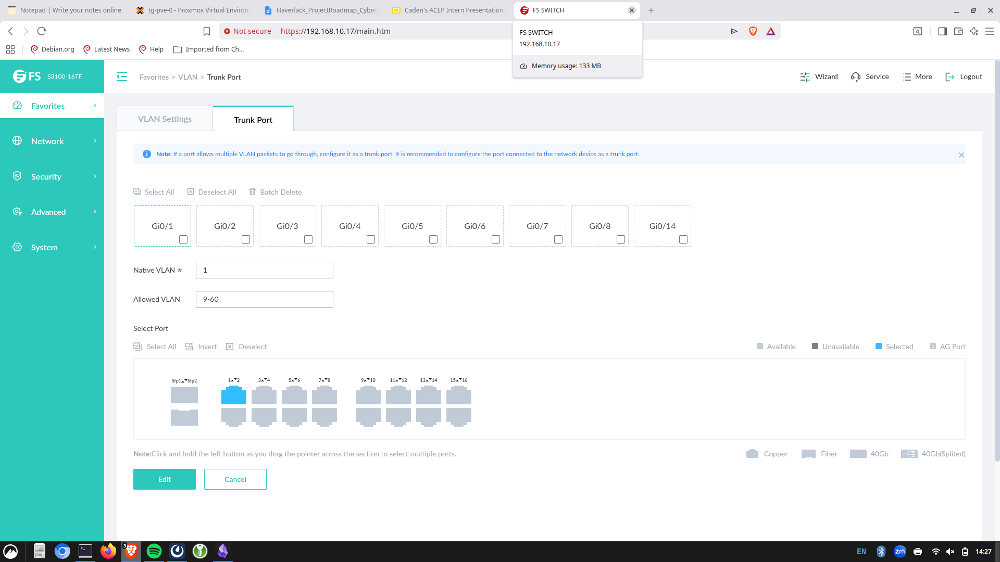 Notepad | Write your notes online
tg-pve-0 - Proxmox Virtual Environ
Haverlack_ProjectRoadmap_Cybers
Caden's ACEP Intern Presentation
FS SWITCH
Not secure https://192.168.10.17/main.htm
FS SWITCH
192.168.10.17
Memory usage: 133 MB
Debian.org
Latest News
Help
Imported from Ch...
FS S3100-16TF
Favorites > VLAN > Trunk Port
Wizard
Service
More
Logout
Favorites
Network
Security
Advanced
System
VLAN Settings
Trunk Port
Note: If a port allows multiple VLAN packets to go through, configure it as a trunk port. It is recommended to configure the port connected to the network device as a trunk port.
Select All Deselect All Batch Delete
Gi0/1 Gi0/2 Gi0/3 Gi0/4 Gi0/5 Gi0/6 Gi0/7 Gi0/8 Gi0/14
Native VLAN * 1
Allowed VLAN 9-60
Select Port
Select All Invert Deselect
Available Unavailable Selected 1 AG Port
Sfp1▲▼Sfp2 1▲▼2 3▲▼4 5▲▼6 7▲▼8 9▲▼10 11▲▼12 13▲▼14 15▲▼16
Note:Click and hold the left button as you drag the pointer across the section to select multiple ports.
Copper Fiber 40Gb 40Gb(Splited)
Edit Cancel
3
EN
zm
14:27